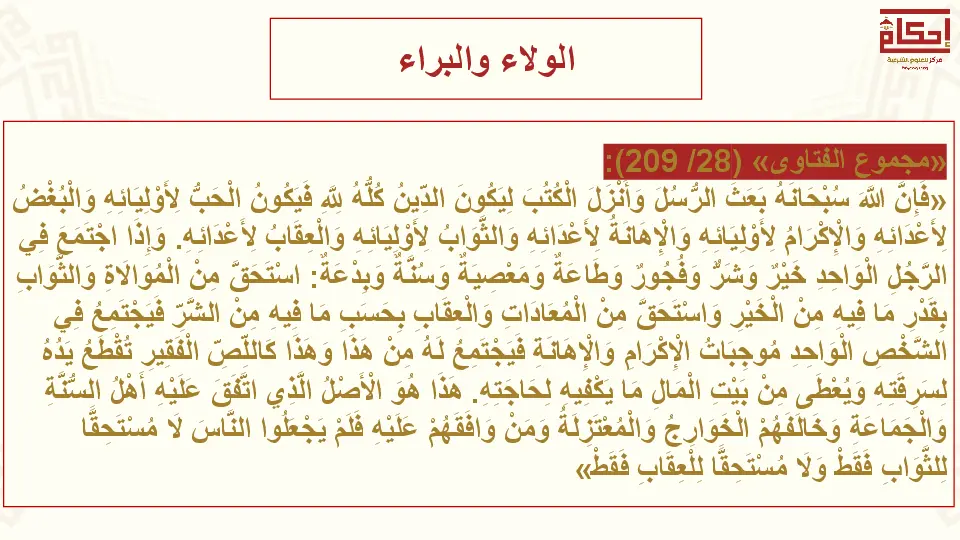 إحكام
مركز للعلوم الشرعية
الولاء والبراء
«مجموع الفتاوى» (28/ 209):
«فَإِنَّ اللَّهَ سُبْحَانَهُ بَعَثَ الرُّسُلَ وَأَنْزَلَ الْكُتُبَ لِيَكُونَ الدِّينُ كُلُّهُ لِلَّهِ فَيَكُونُ الْحَبُّ لِأَوْلِيَائِهِ وَالْبُغْضُ
لِأَعْدَائِهِ وَالْإِكْرَامُ لِأَوْلِيَائِهِ وَالْإِهَانَةُ لِأَعْدَائِهِ وَالثَّوَابُ لِأَوْلِيَائِهِ وَالْعِقَابُ لِأَعْدَائِهِ. وَإِذَا اجْتَمَعَ فِي
الرَّجُلِ الْوَاحِدِ خَيْرٌ وَشَرٌّ وَفُجُورٌ وَطَاعَةٌ وَمَعْصِيَةٌ وَسُنَّةٌ وَبِدْعَةٌ: اسْتَحَقَّ مِنْ الْمُوَالَاةِ وَالثَّوَابِ
بِقَدْرِ مَا فِيهِ مِنْ الْخَيْرِ وَاسْتَحَقَّ مِنْ الْمُعَادَاتِ وَالْعِقَابِ بِحَسَبِ مَا فِيهِ مِنْ الشَّرِّ فَيَجْتَمِعُ فِي
الشَّخْصِ الْوَاحِدِ مُوجِبَاتُ الْإِكْرَامِ وَالْإِهَانَةِ فَيَجْتَمِعُ لَهُ مِنْ هَذَا وَهَذَا كَاللِّصِّ الْفَقِيرِ تُقْطَعُ يَدُهُ
لِسَرِقَتِهِ وَيُعْطَى مِنْ بَيْتِ الْمَالِ مَا يَكْفِيهِ لِحَاجَتِهِ. هَذَا هُوَ الْأَصْلُ الَّذِي اتَّفَقَ عَلَيْهِ أَهْلُ السُّنَّةِ
وَالْجَمَاعَةِ وَخَالَفَهُمْ الْخَوَارِجُ وَالْمُعْتَزِلَةُ وَمَنْ وَافَقَهُمْ عَلَيْهِ فَلَمْ يَجْعَلُوا النَّاسَ لَا مُسْتَحِقًّا
لِلثَّوَابِ فَقَطْ وَلَا مُسْتَحِقًّا لِلْعِقَابِ فَقَطْ»